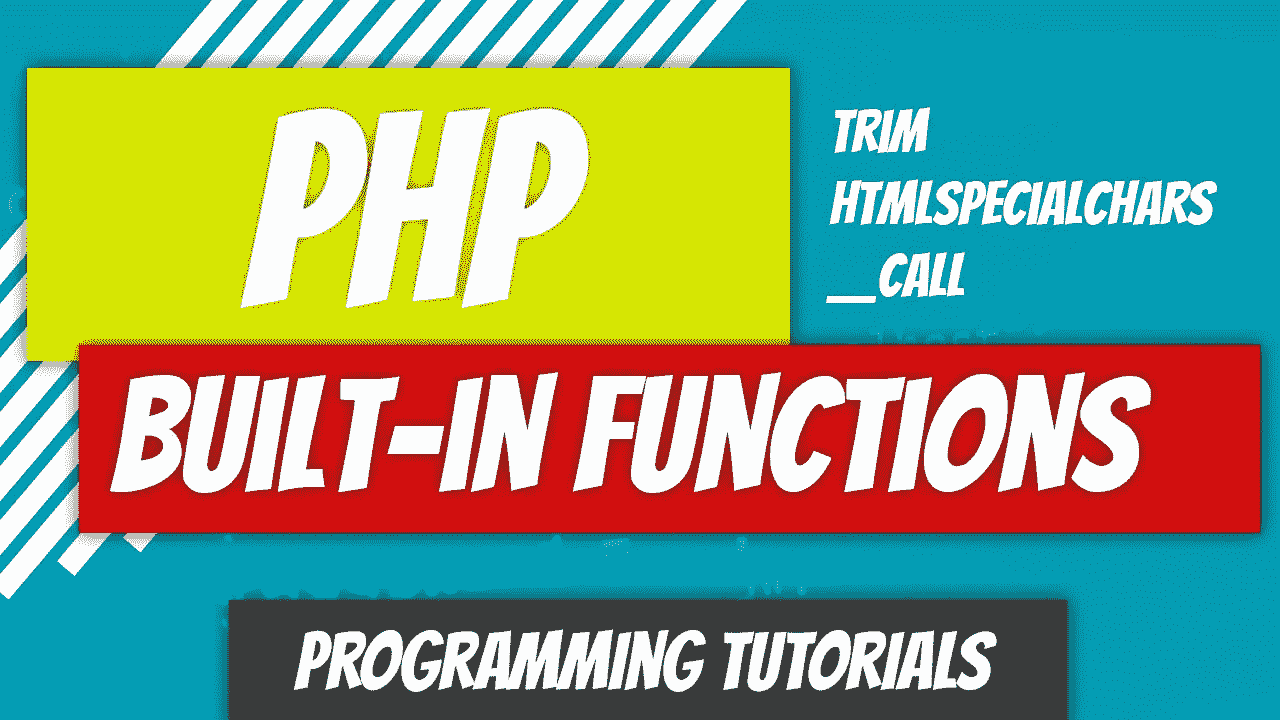 PHP
TRIM
HTMLSPECIALCHARS
__CALL
BUILT-IN FUNCTIONS
PROGRAMMING TUTORIALS